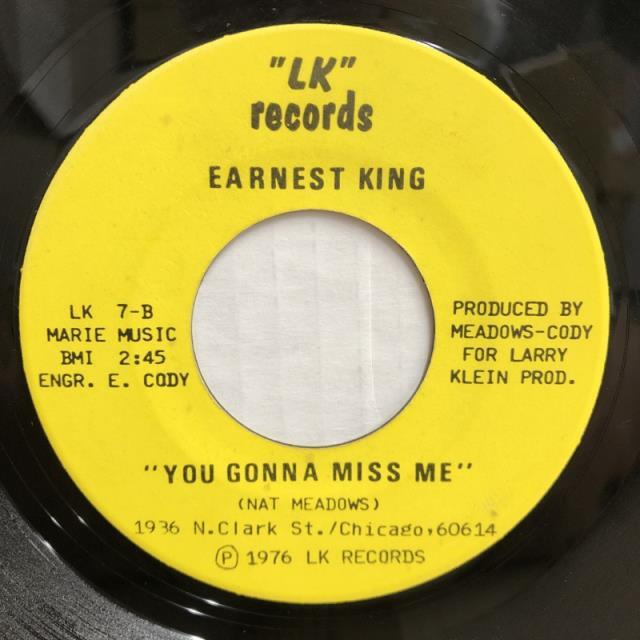 "LK"
records
EARNEST KING
LK 7-B
MARIE MUSIC
BMI 2:45
ENGR. E. CODY
PRODUCED BY
MEADOWS-CODY
FOR LARRY
KLEIN PROD.
"YOU GONNA MISS ME"
(NAT MEADOWS)
1936 N.Clark St./Chicago,60614
Ⓟ 1976 LK RECORDS